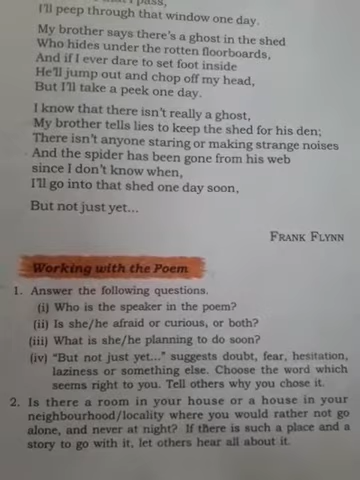 I pass,
I'll peep through that window one day.
My brother says there's a ghost in the shed
Who hides under the rotten floorboards,
And if I ever dare to set foot inside
He'll jump out and chop off my head,
But I'll take a peek one day.
I know that there isn't really a ghost,
My brother tells lies to keep the shed for his den;
There isn't anyone staring or making strange noises
And the spider has been gone from his web
since I don't know when,
I'll go into that shed one day soon,
But not just yet...
FRANK FLYNN
Working with the Poem
1. Answer the following questions.
(i) Who is the speaker in the poem?
(ii) Is she/he afraid or curious, or both?
(iii) What is she/he planning to do soon?
(iv) "But not just yet..." suggests doubt, fear, hesitation,
laziness or something else. Choose the word which
seems right to you. Tell others why you chose it.
2. Is there a room in your house or a house in your
neighbourhood/locality where you would rather not go
alone, and never at night? If there is such a place and a
story to go with it, let others hear all about it.